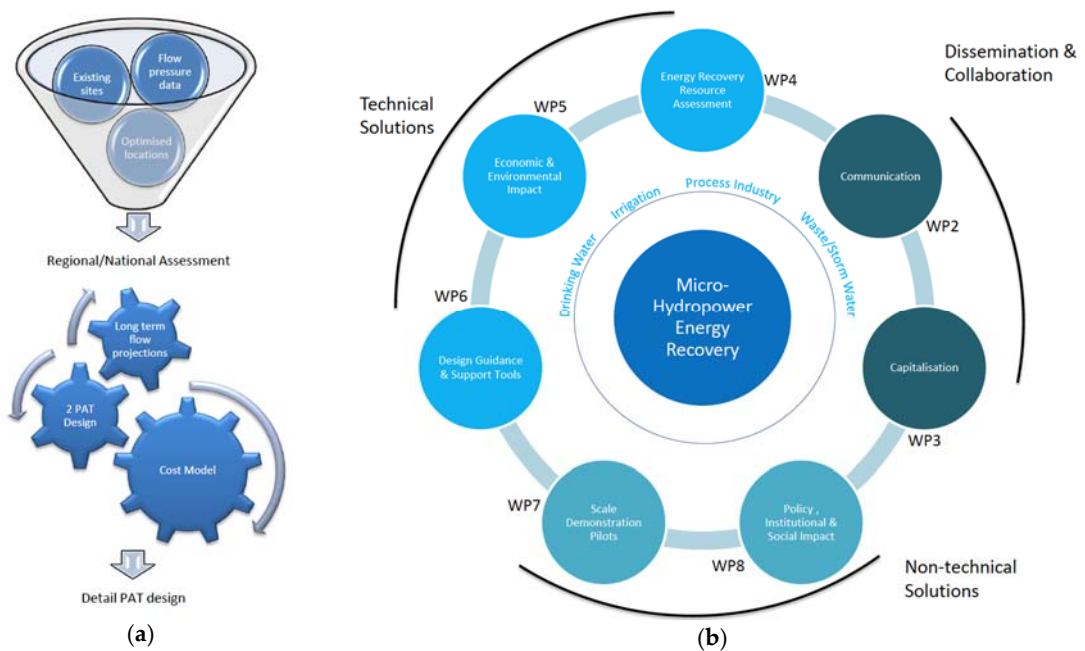 Existing
sites
Flow
pressure
data
Optimised
locations
Regional/National Assessment
Long term
flow
projections
2 PAT
Design
Cost Model
Detail PAT design
(a)
Technical
Solutions
Dissemination &
Collaboration
Non-technical
Solutions
Energy Recovery
Resource
Assessment
WP4
Communication
WP2
Capitalisation
WP3
Policy ,
Institutional &
Social Impact
WP8
Scale
Demonstration
Pilots
WP7
Design Guidance
& Support Tools
WP6
Economic &
Environmental
Impact
WP5
Drinking Water
Irrigation
Process Industry
Waste/Storm Water
Micro-
Hydropower
Energy
Recovery
(b)